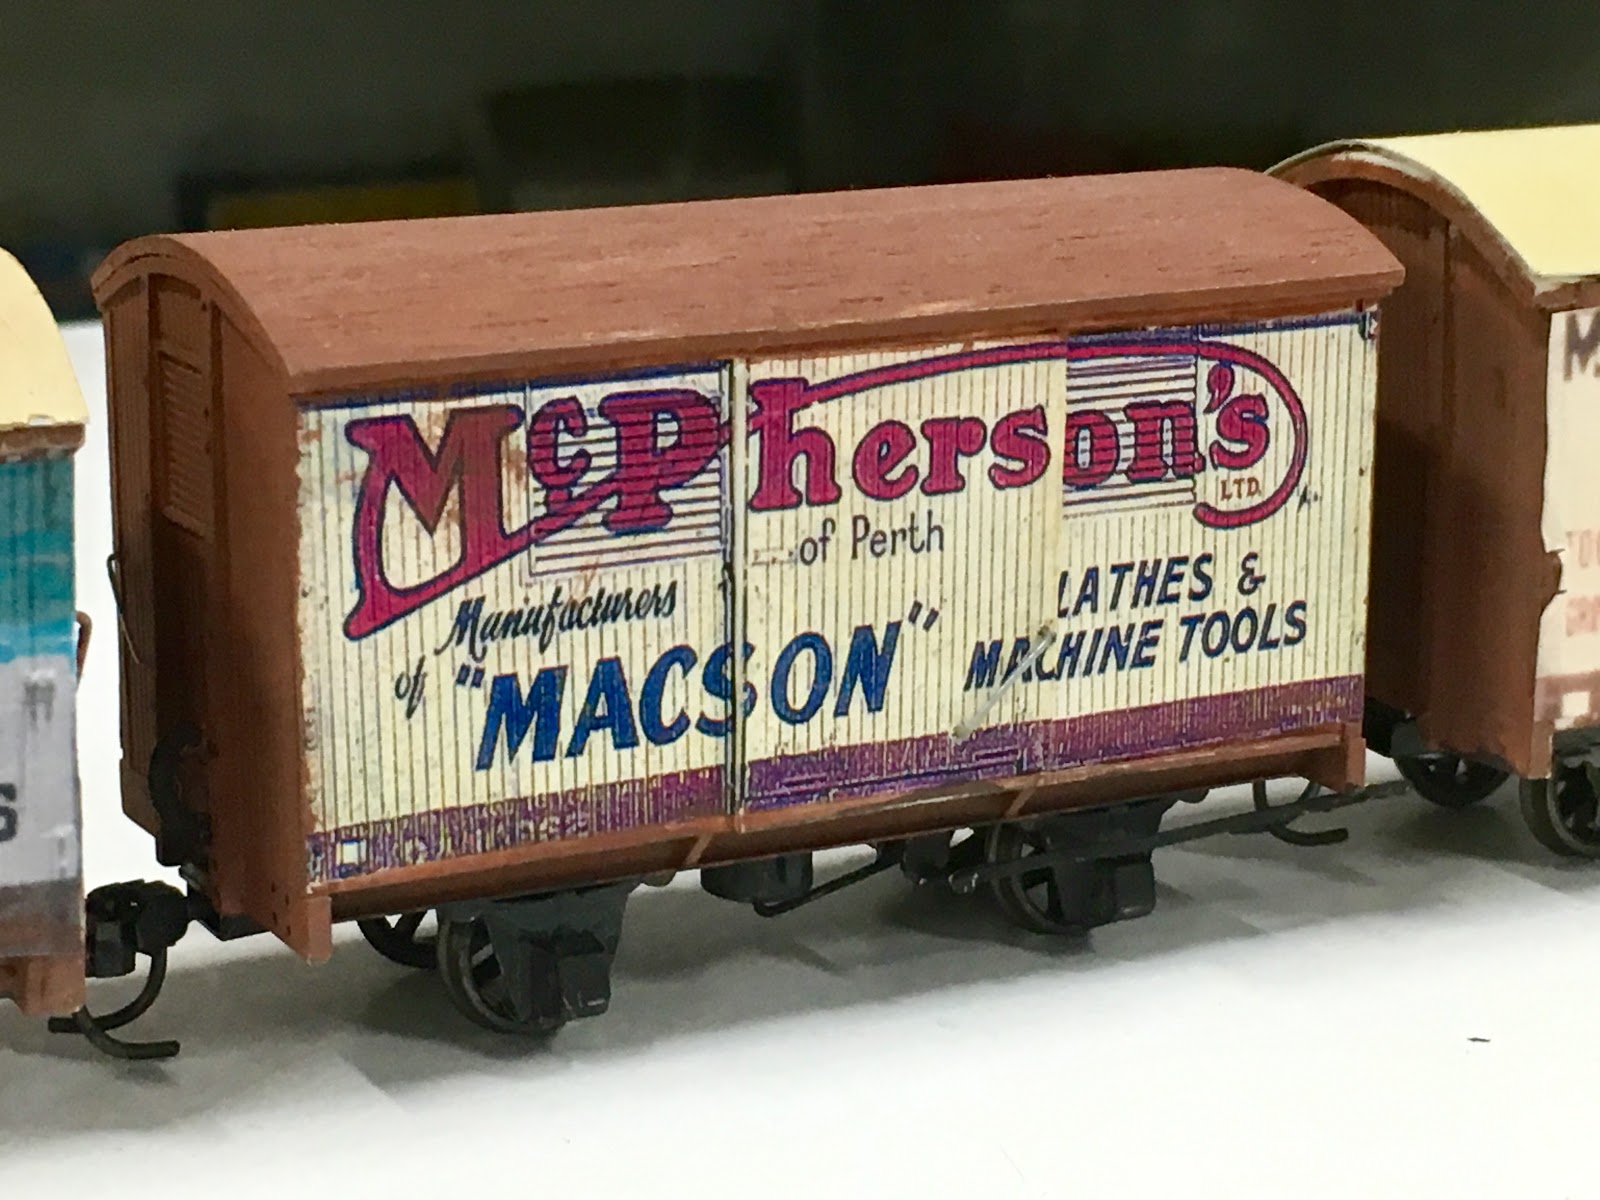 McPherson's
LTD.
of Perth
Manufacturers
of "MACSON" LATHES &
MACHINE TOOLS